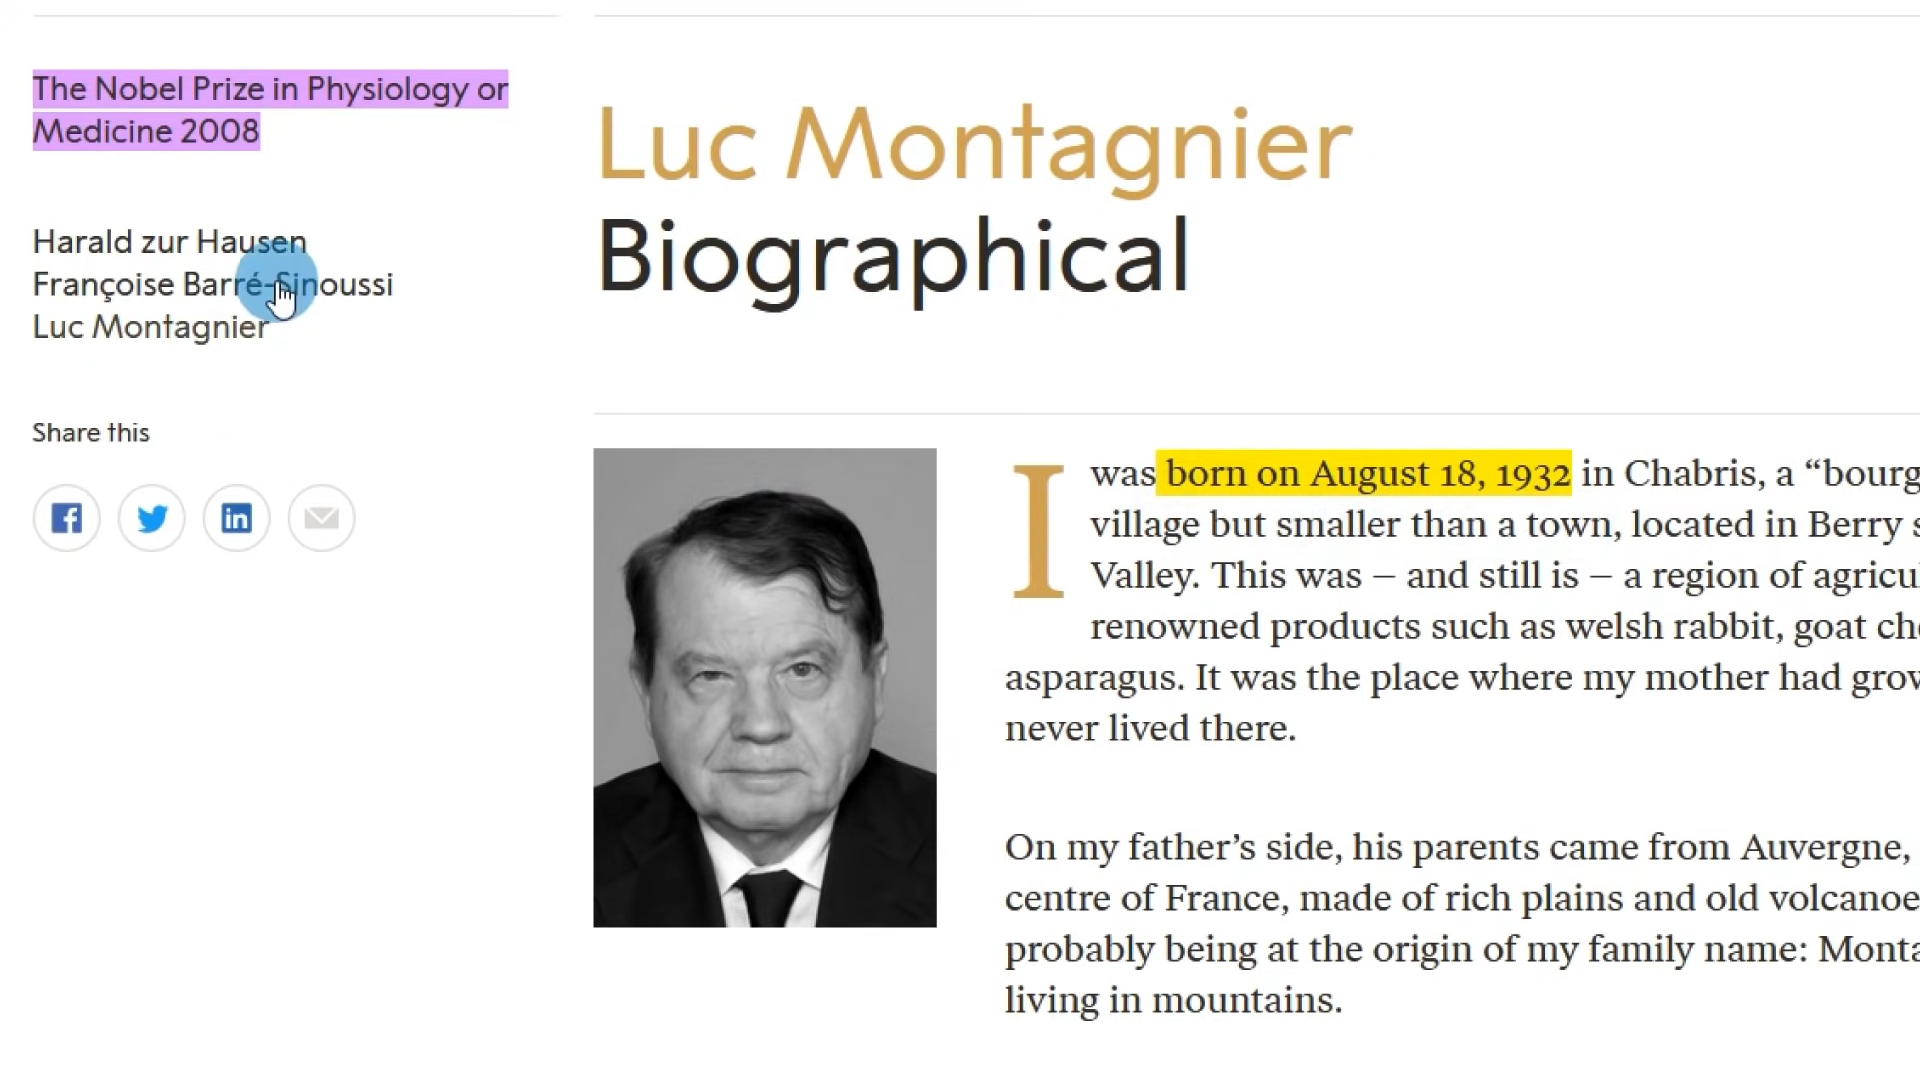 The Nobel Prize in Physiology or
Medicine 2008
Harald zur Hausen
Françoise Barré-Sinoussi
Luc Montagnier
Share this
Luc Montagnier
Biographical
I was born on August 18, 1932 in Chabris, a “bourg
village but smaller than a town, located in Berry s
Valley. This was – and still is – a region of agricul
renowned products such as welsh rabbit, goat che
asparagus. It was the place where my mother had grow
never lived there.
On my father’s side, his parents came from Auvergne,
centre of France, made of rich plains and old volcanoe
probably being at the origin of my family name: Monta
living in mountains.